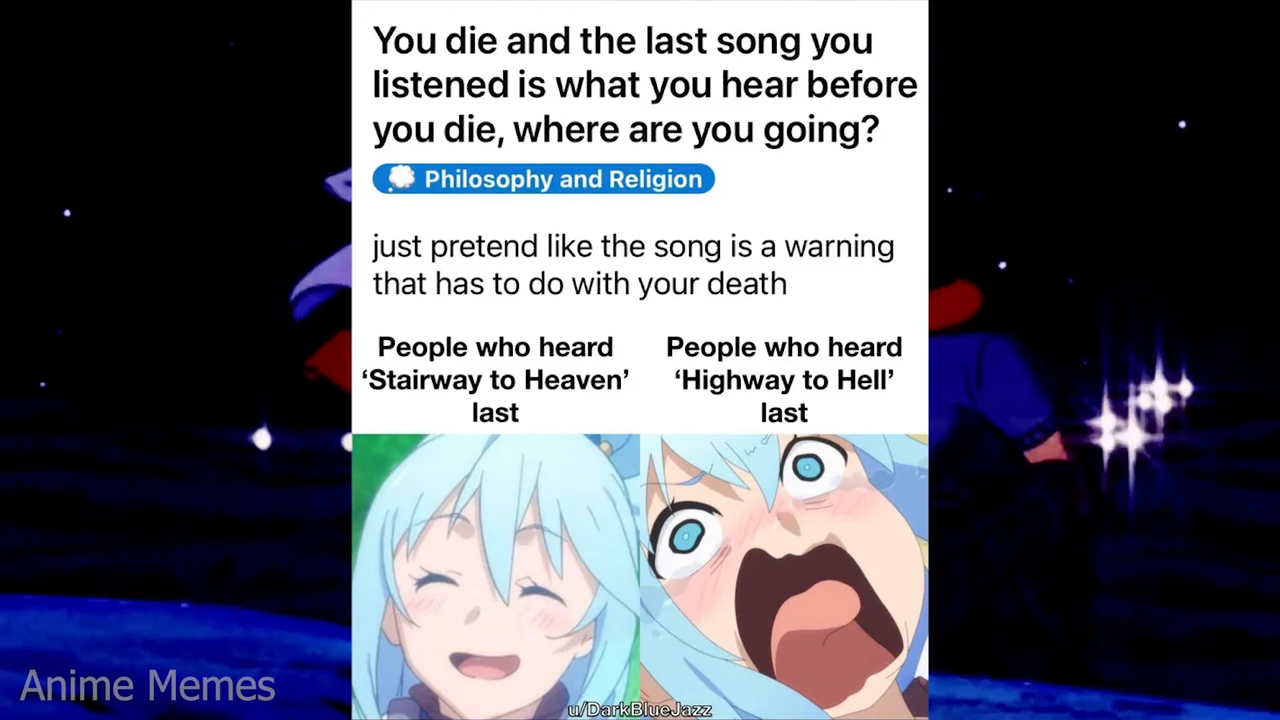 You die and the last song you
listened is what you hear before
you die, where are you going?
Philosophy and Religion
just pretend like the song is a warning
that has to do with your death
People who heard
‘Stairway to Heaven’
last
People who heard
‘Highway to Hell’
last
Anime Memes
u/DarkBlueJazz